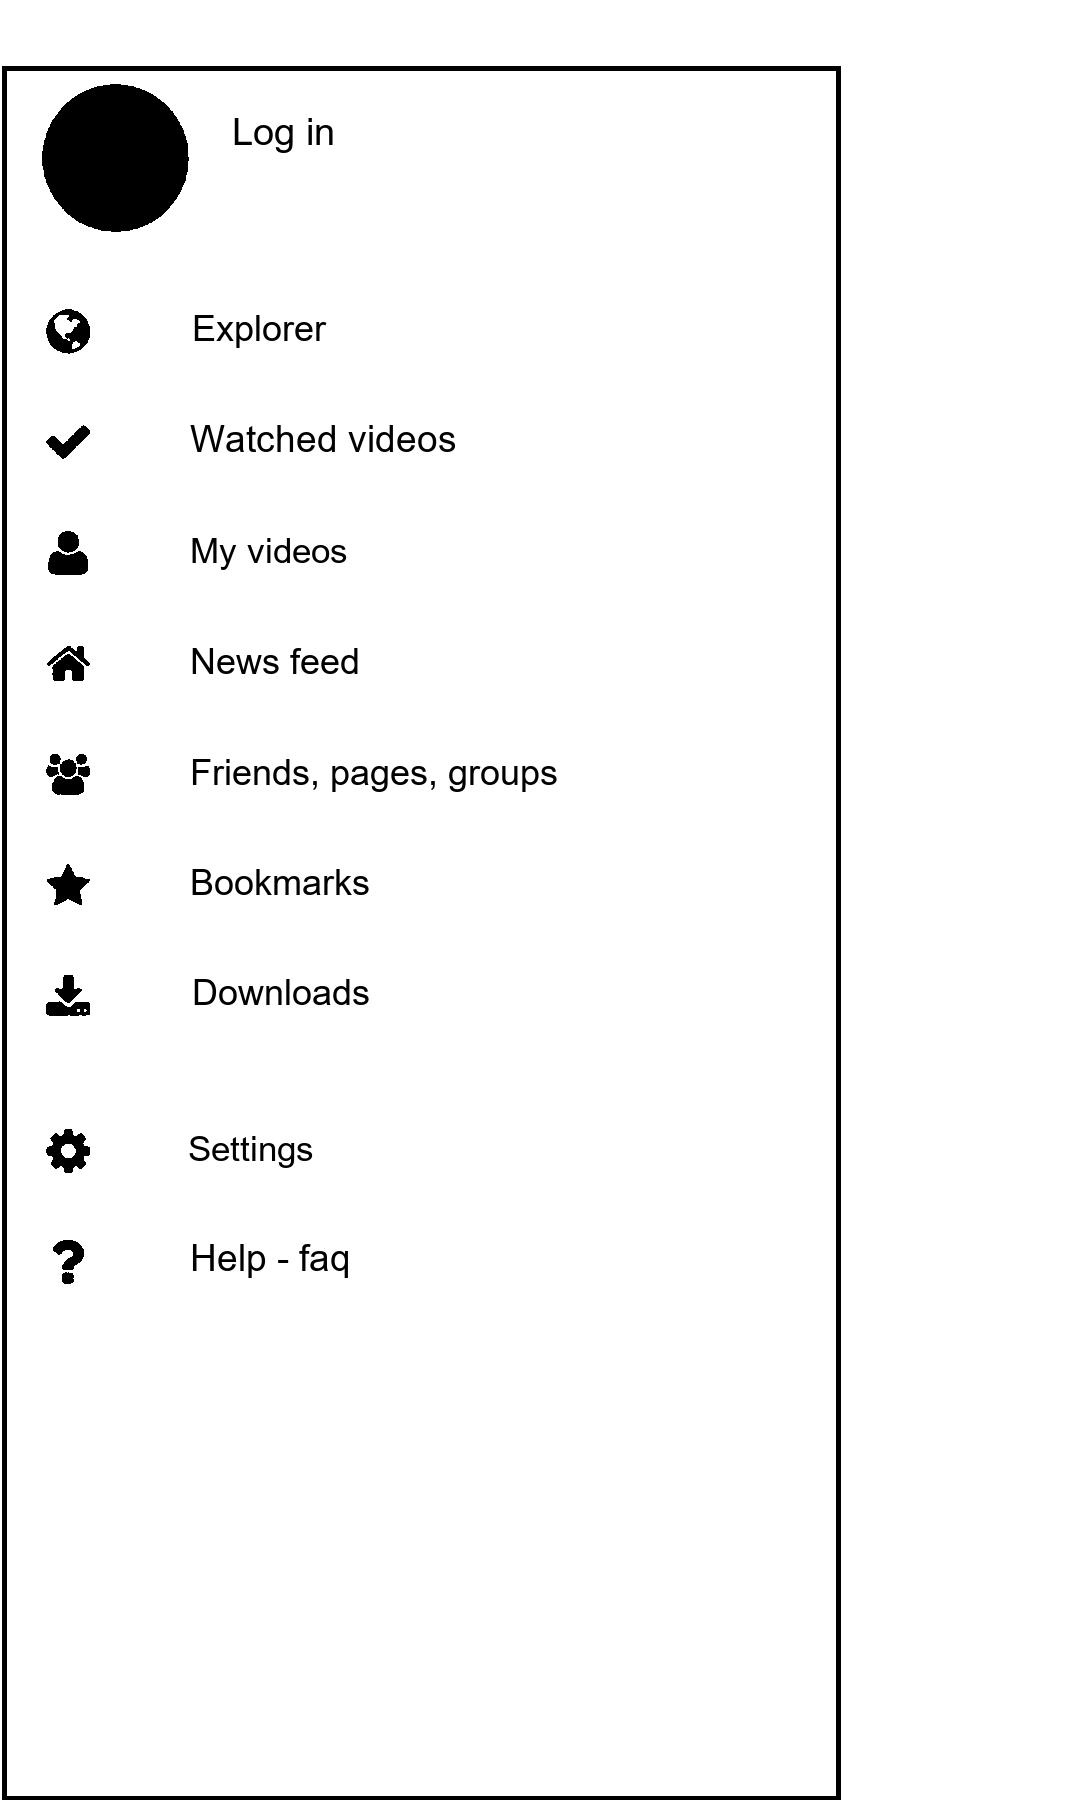 Log in
Explorer
Watched videos
My videos
News feed
Friends, pages, groups
Bookmarks
Downloads
Settings
Help - faq